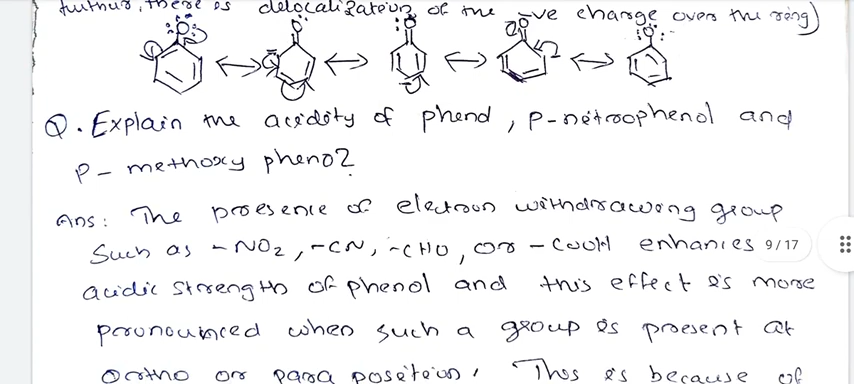 further, there is delocalization of the -ve charge over the ring)
Q. Explain the acidity of phenol, p-nitrophenol and
p- methoxy phenol?
Ans: The presence of electron withdrawing group
Such as -NO2, -CN, -CHO, or -COOH enhances 9/17
acidic strength of phenol and this effect is more
pronounced when such a group is present at
ortho or para position. This is because of